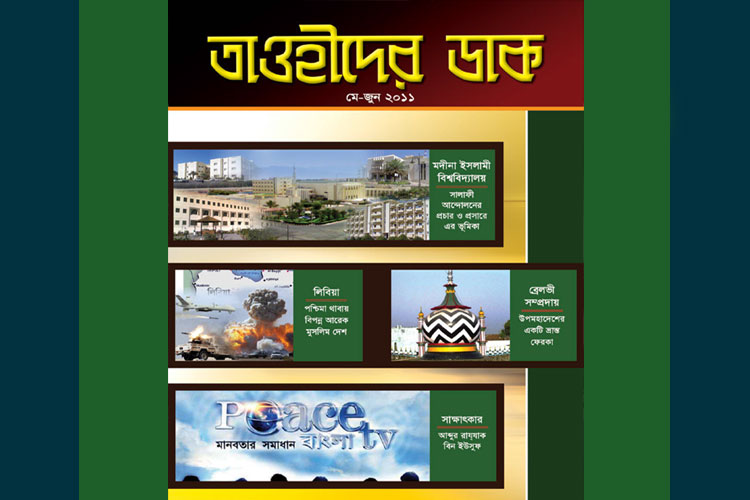 তাওহীদের ডাক
মে-জুন ২০১১
মদীনা ইসলামী
বিশ্ববিদ্যালয়
সালাফী
আন্দোলনের
প্রচার ও প্রসারে
এর ভূমিকা
লিবিয়া
লিবিয়া
পশ্চিমা থাবায়
বিপন্ন আরেক
মুসলিম দেশ
ব্রেলভী
সম্প্রদায়
উপমহাদেশের
একটি ভ্রান্ত
ফেরকা
Peace
মানবতার সমাধান বাংলা tv
সাক্ষাৎকার
আব্দুর রাযযাক
বিন ইউসুফ